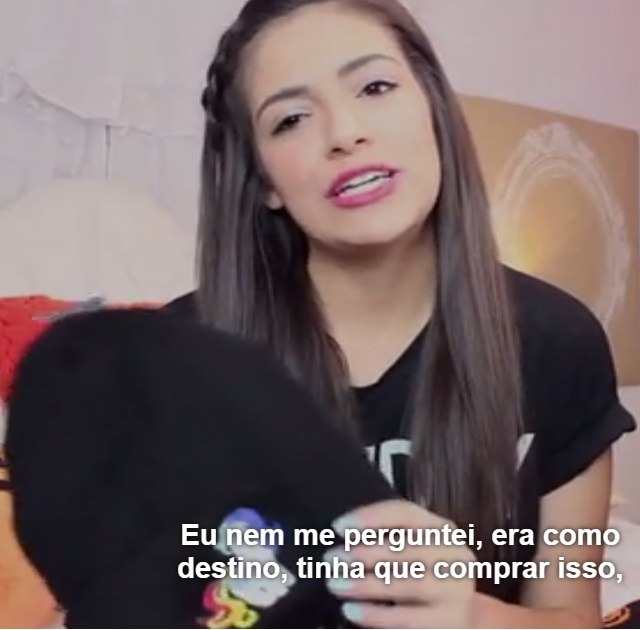 Eu nem me perguntei, era como
destino, tinha que comprar isso,